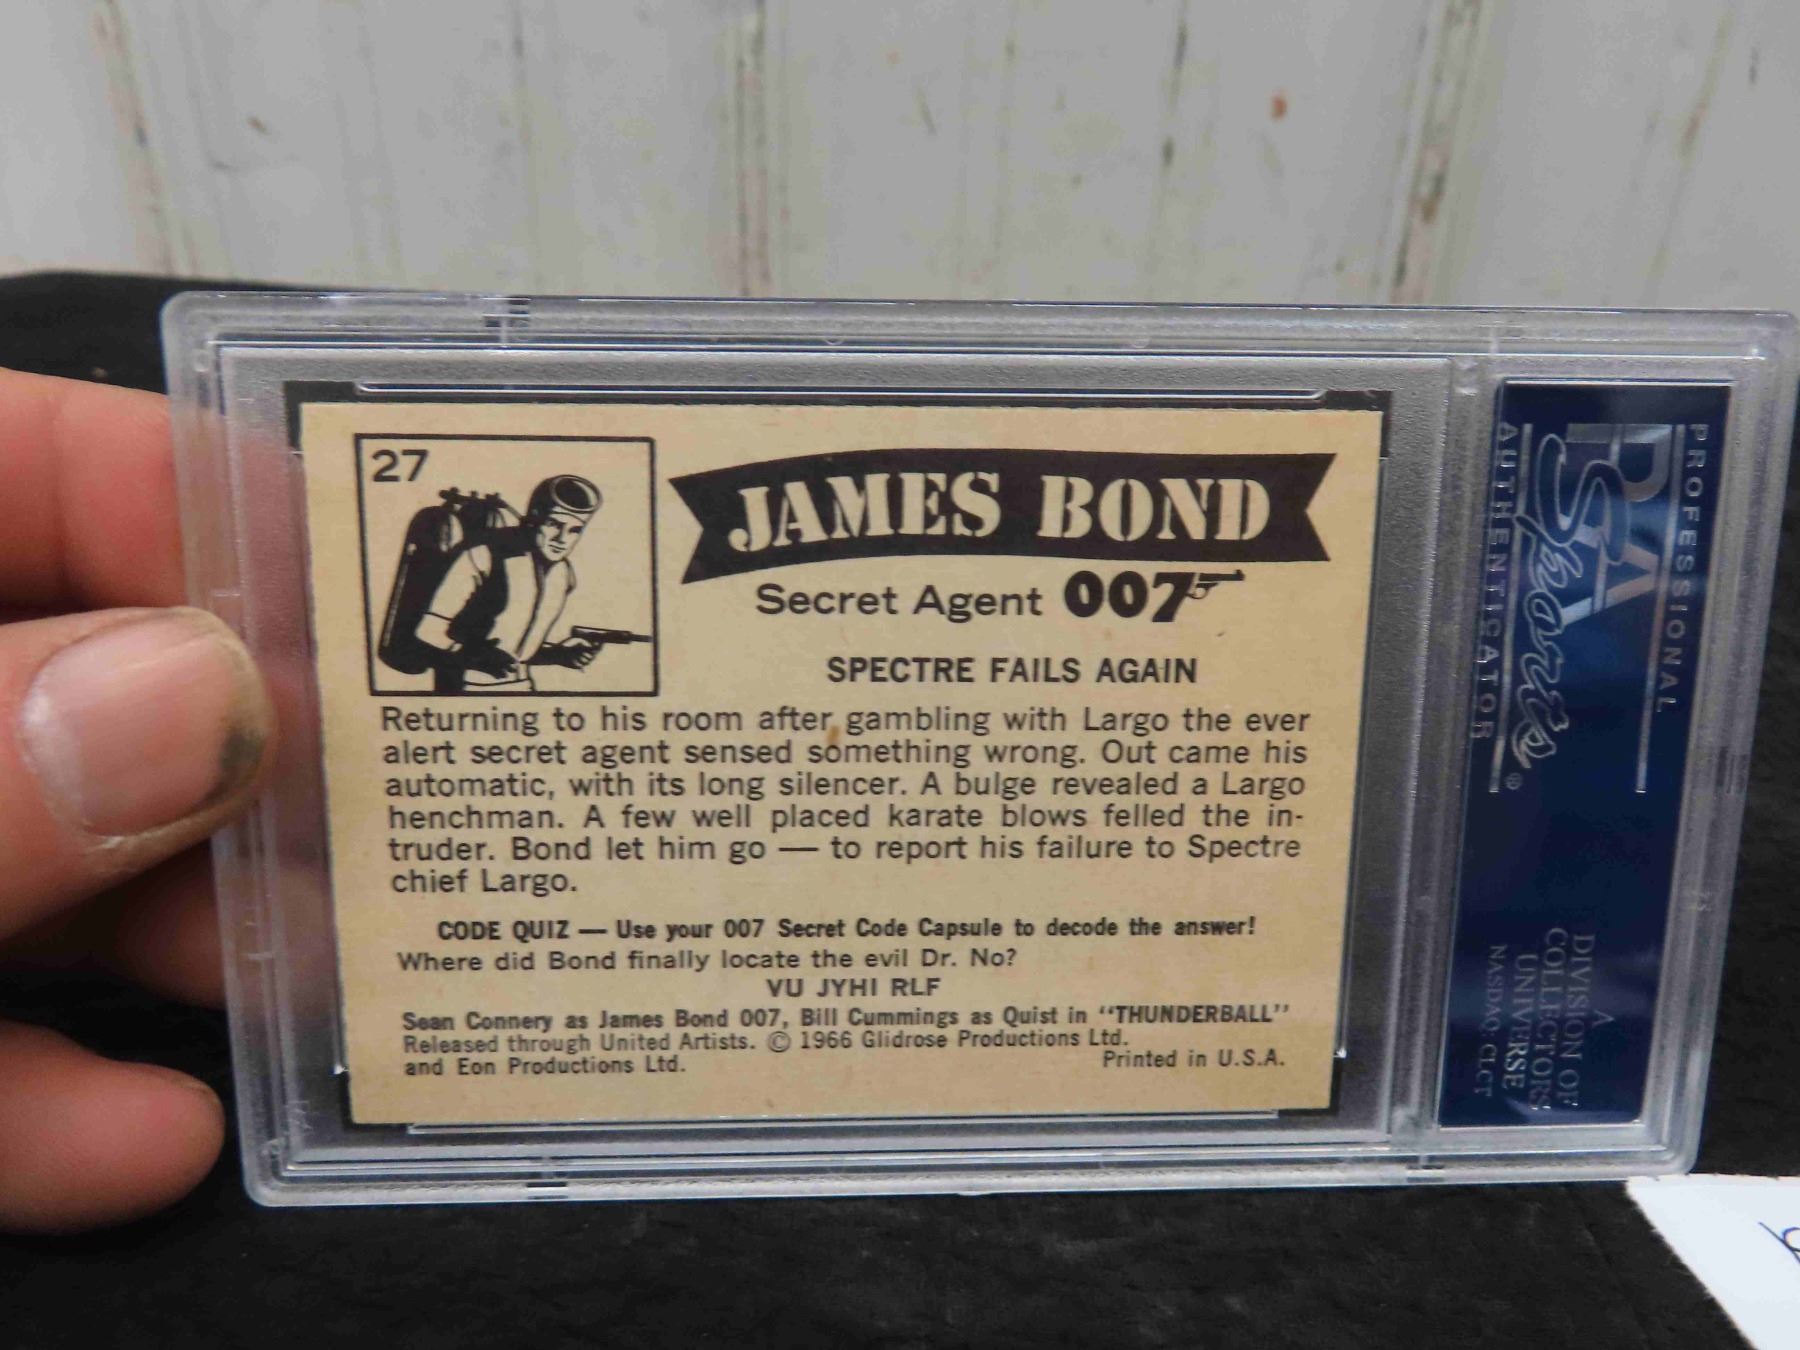 27
JAMES BOND
Secret Agent 007
SPECTRE FAILS AGAIN
Returning to his room after gambling with Largo the ever
alert secret agent sensed something wrong. Out came his
automatic, with its long silencer. A bulge revealed a Largo
henchman. A few well placed karate blows felled the in-
truder. Bond let him go — to report his failure to Spectre
chief Largo.
CODE QUIZ — Use your 007 Secret Code Capsule to decode the answer!
Where did Bond finally locate the evil Dr. No?
VU JYHI RLF
Sean Connery as James Bond 007, Bill Cummings as Quist in "THUNDERBALL"
Released through United Artists. © 1966 Glidrose Productions Ltd.
and Eon Productions Ltd. Printed in U.S.A.
PROFESSIONAL
PSA
Sports
®
AUTHENTICATOR
A
DIVISION OF
COLLECTORS
UNIVERSE
NASDAQ: CLCT